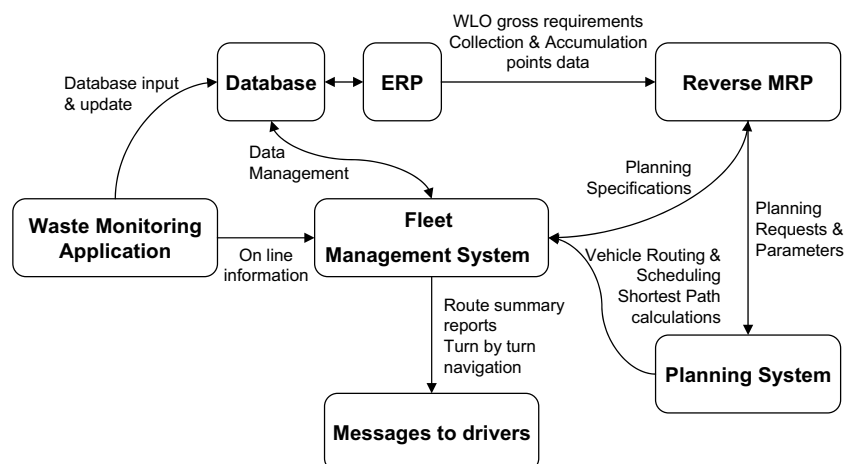 WLO gross requirements
Collection & Accumulation
points data
Database input
& update
Database
ERP
Reverse MRP
Data
Management
Planning
Specifications
Planning
Requests &
Parameters
Waste Monitoring
Application
On line
information
Fleet
Management System
Vehicle Routing &
Scheduling
Shortest Path
calculations
Route summary
reports
Turn by turn
navigation
Planning System
Messages to drivers